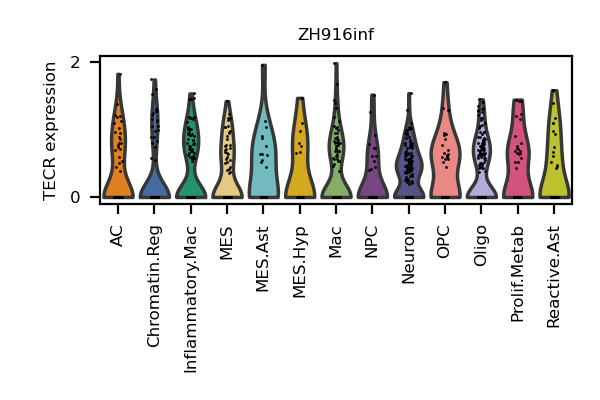 ZH916inf
TECR expression
2
0
AC
Chromatin.Reg
Inflammatory.Mac
MES
MES.Ast
MES.Hyp
Mac
NPC
Neuron
OPC
Oligo
Prolif.Metab
Reactive.Ast